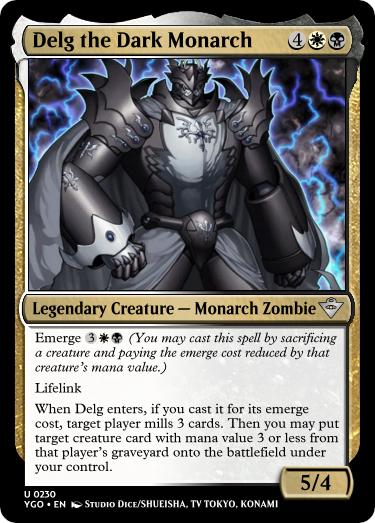 Delg the Dark Monarch 4
Legendary Creature — Monarch Zombie
Emerge 3 (You may cast this spell by sacrificing
a creature and paying the emerge cost reduced by that
creature's mana value.)
Lifelink
When Delg enters, if you cast it for its emerge
cost, target player mills 3 cards. Then you may put
target creature card with mana value 3 or less from
that player's graveyard onto the battlefield under
your control.
5/4
U 0230
YGO • EN Studio Dice/SHUEISHA, TV TOKYO, KONAMI